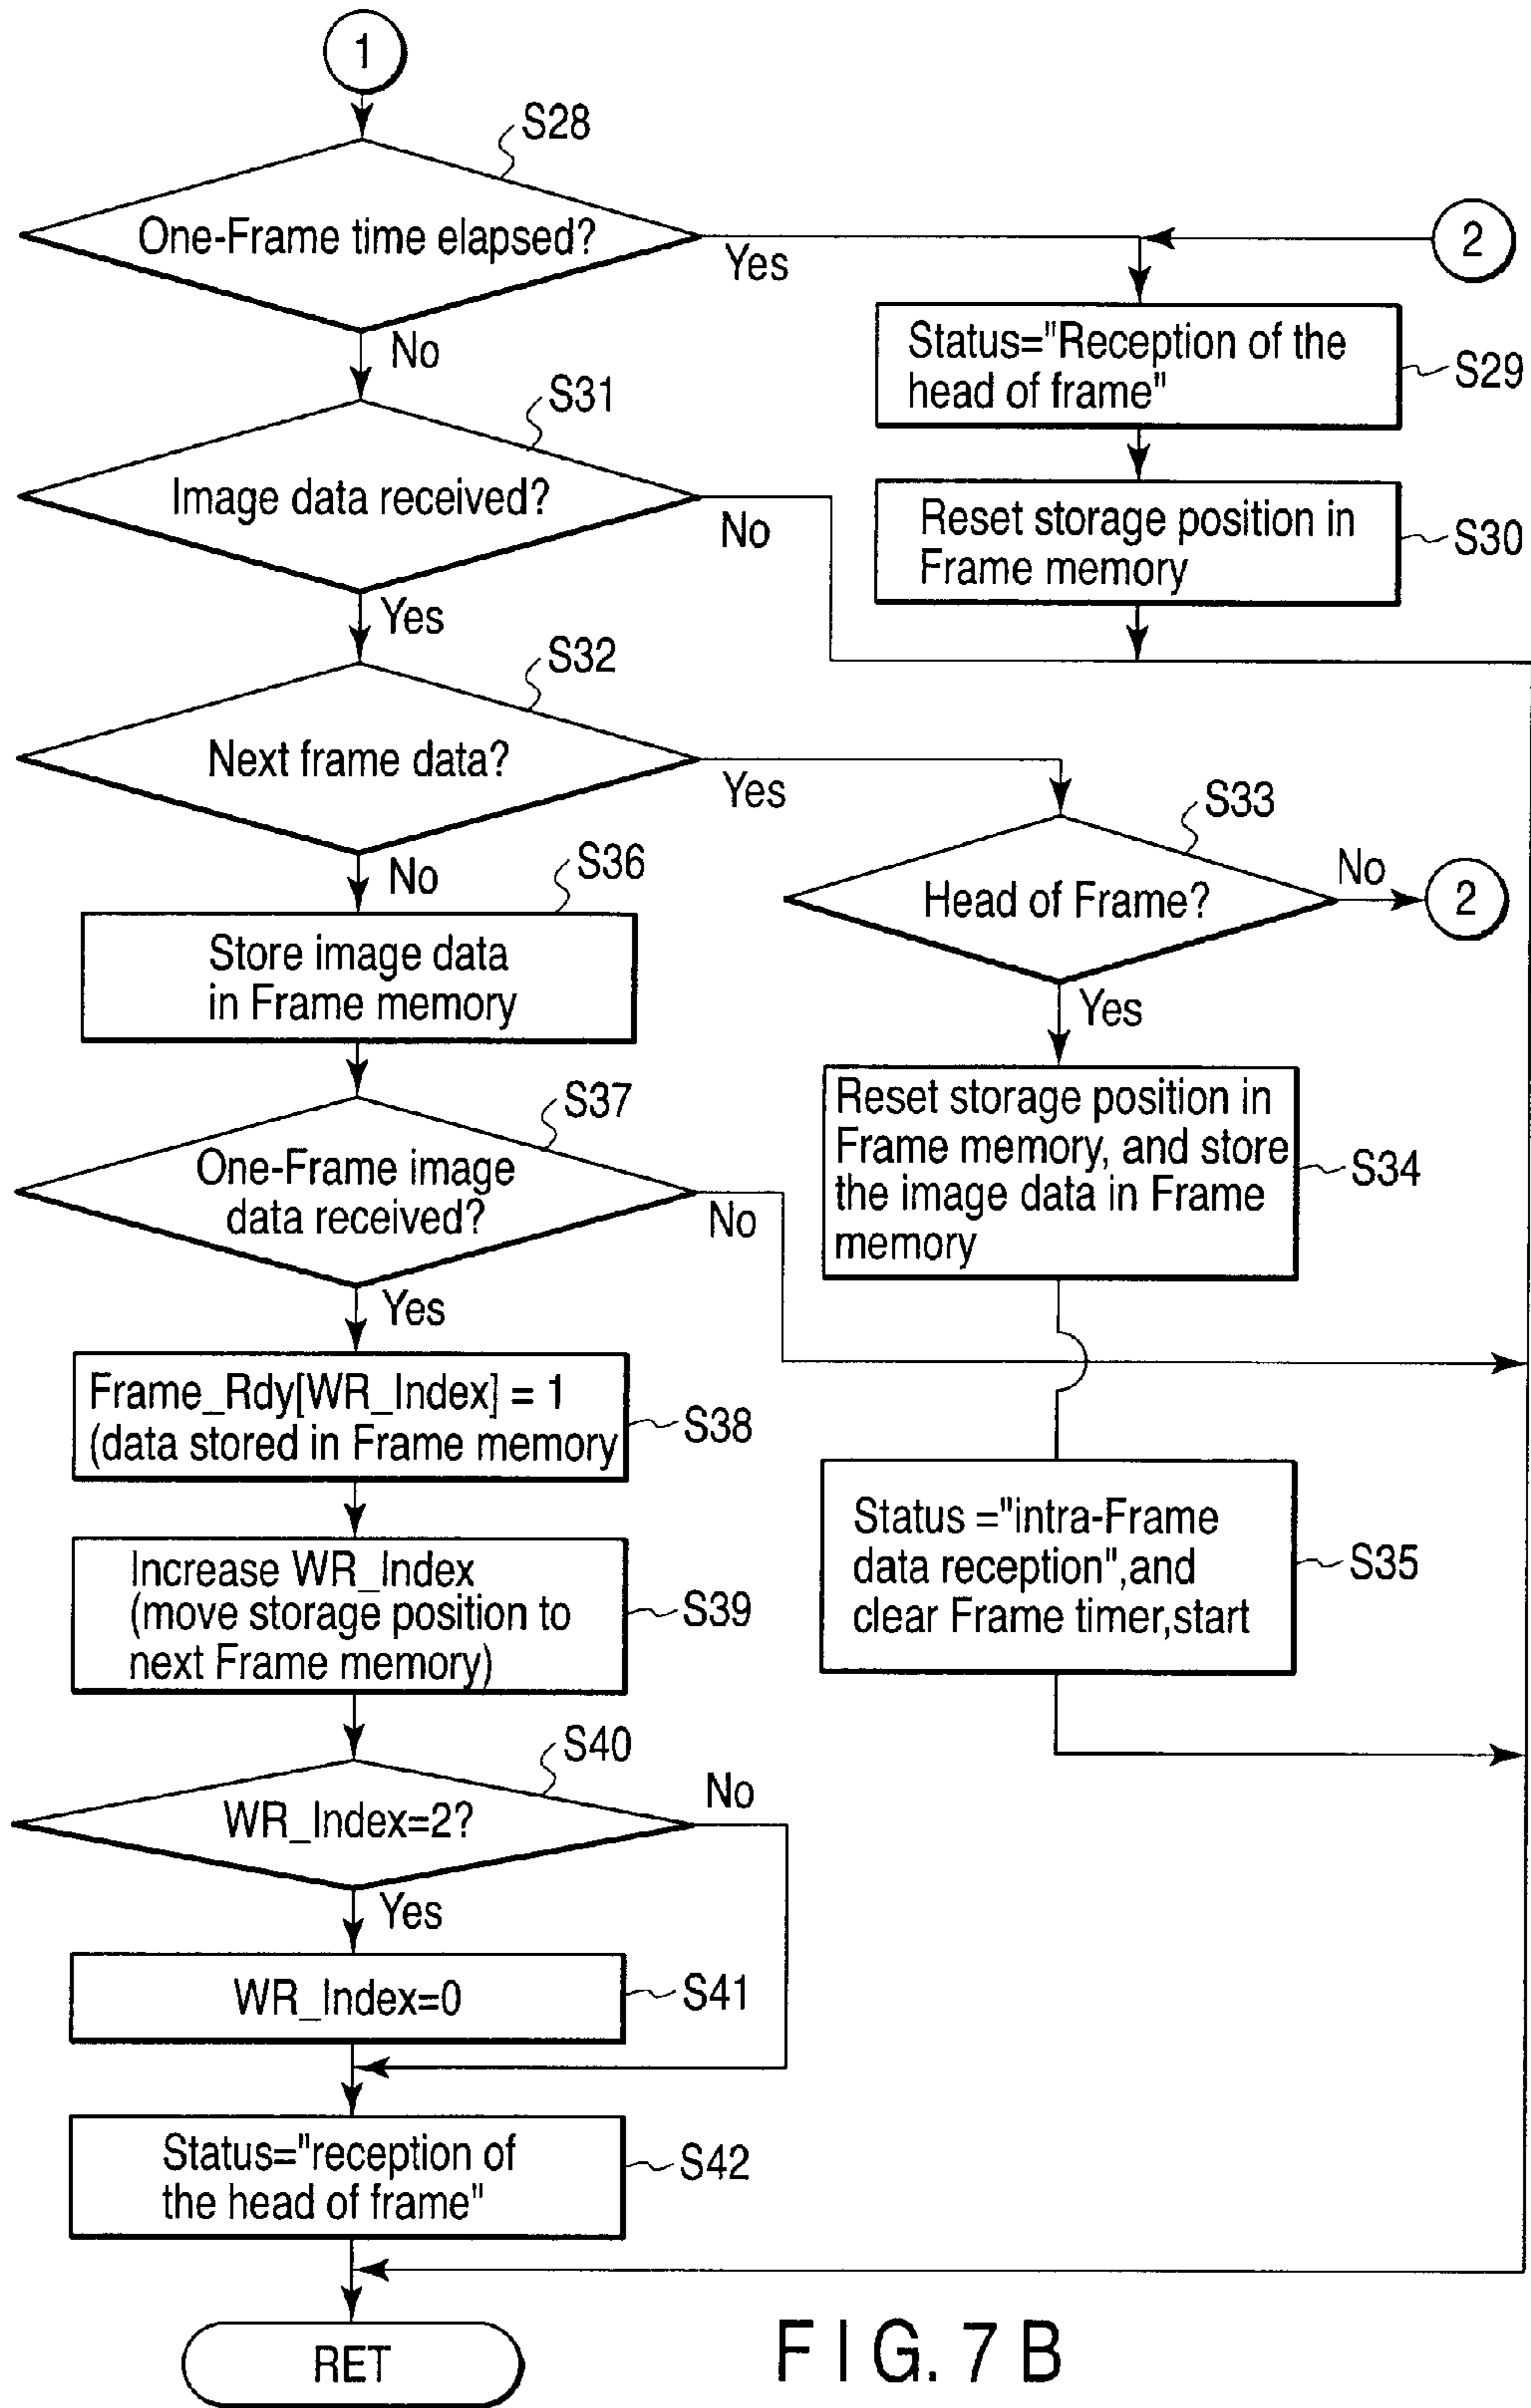 1
S28
One-Frame time elapsed?
Yes
2
No
Status="Reception of the
head of frame"
S29
S31
Image data received?
No
Reset storage position in
Frame memory
S30
Yes
S32
Next frame data?
Yes
S33
Head of Frame?
No
2
No
S36
Store image data
in Frame memory
Yes
Reset storage position in
Frame memory, and store
the image data in Frame
memory
S34
S37
One-Frame image
data received?
No
Yes
Frame_Rdy[WR_Index] = 1
(data stored in Frame memory
S38
Status ="intra-Frame
data reception",and
clear Frame timer,start
S35
Increase WR_Index
(move storage position to
next Frame memory)
S39
S40
WR_Index=2?
No
Yes
WR_Index=0
S41
Status="reception of
the head of frame"
S42
RET
FIG. 7B